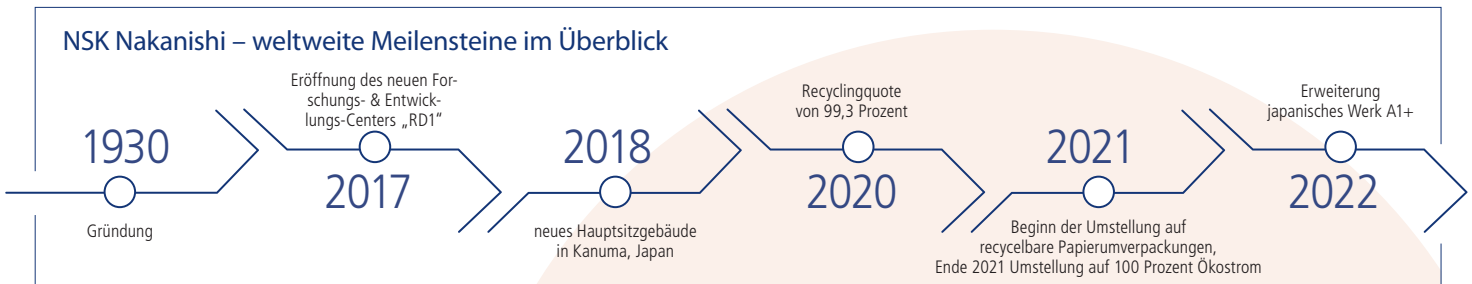 NSK Nakanishi – weltweite Meilensteine im Überblick
1930
Gründung
Eröffnung des neuen For-
schungs- & Entwick-
lungs-Centers „RD1“
2017
2018
neues Hauptsitzgebäude
in Kanuma, Japan
Recyclingquote
von 99,3 Prozent
2020
2021
Beginn der Umstellung auf
recycelbare Papierumverpackungen,
Ende 2021 Umstellung auf 100 Prozent Ökostrom
Erweiterung
japanisches Werk A1+
2022